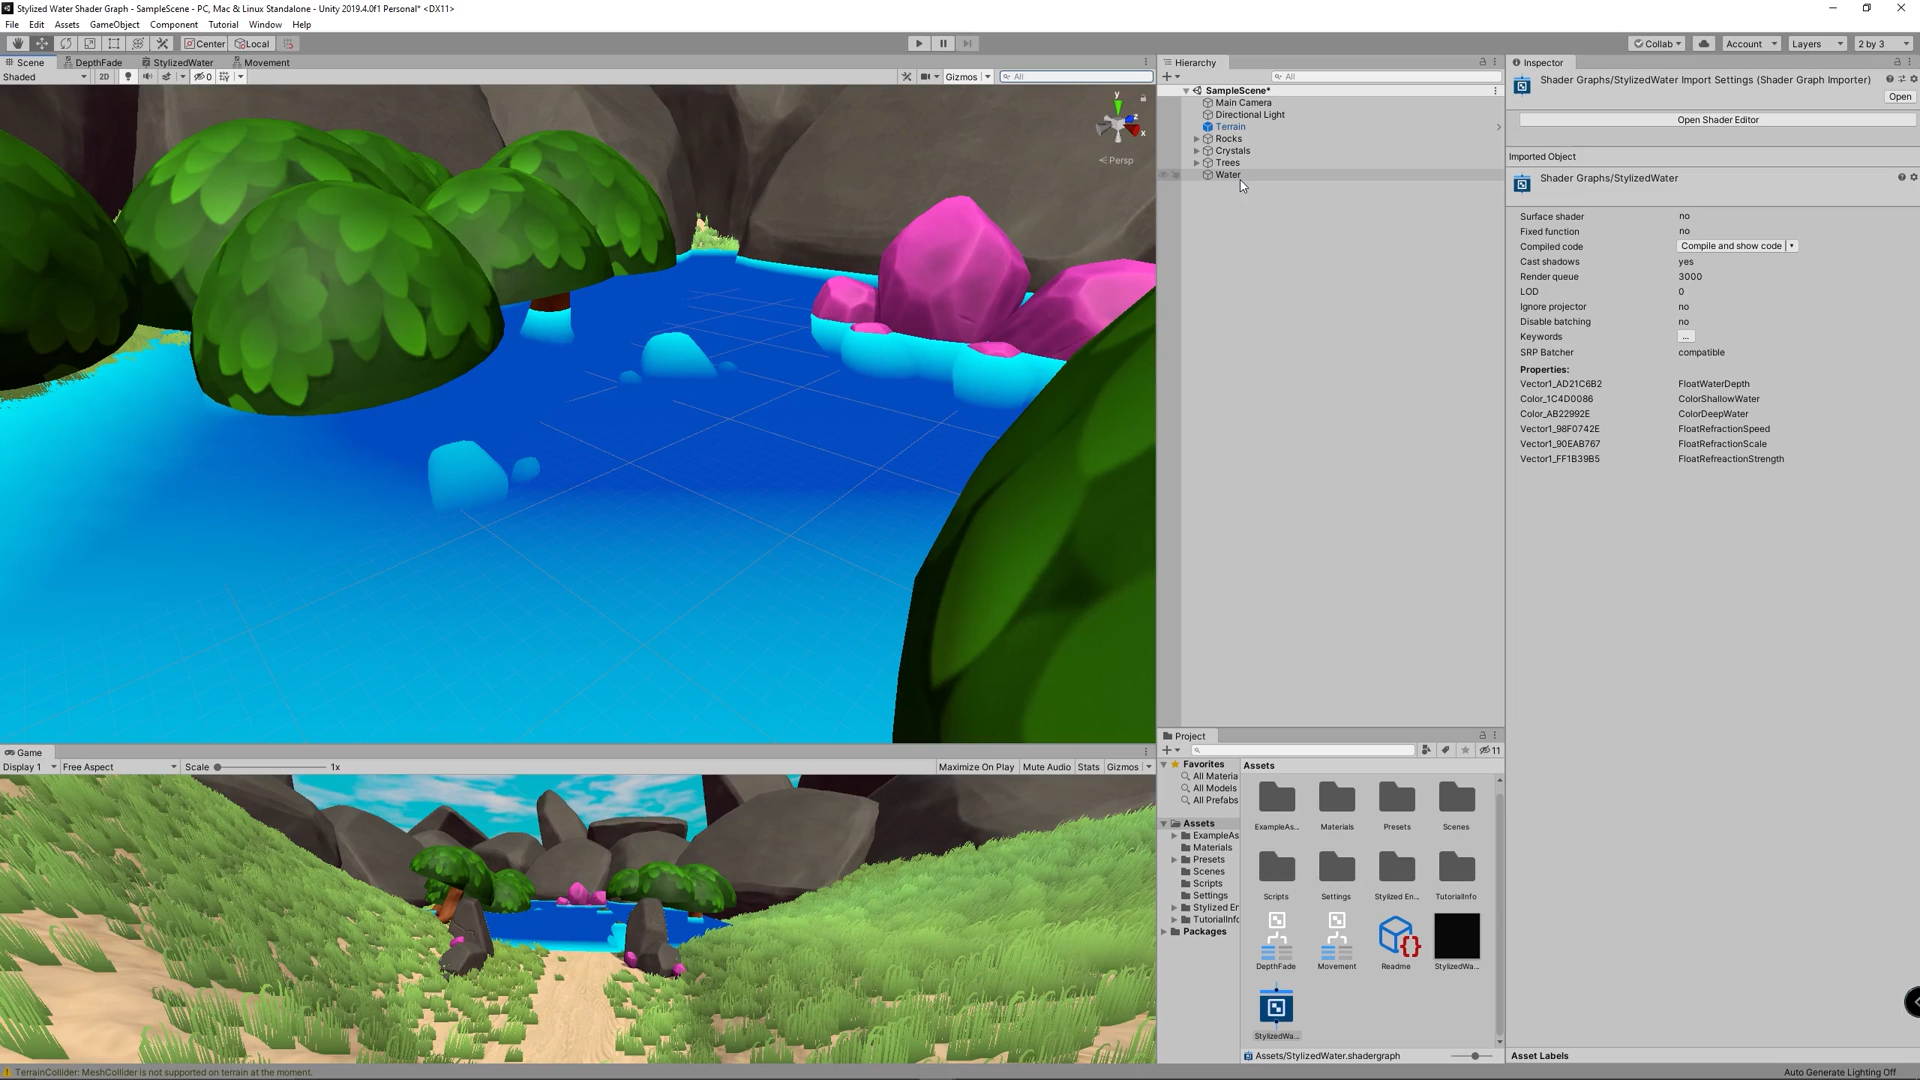 Stylized Water Shader Graph - SampleScene - PC, Mac & Linux Standalone - Unity 2019.4.0f1 Personal* <DX11>
File Edit Assets GameObject Component Tutorial Window Help
Center Local Collab Account Layers 2 by 3
Scene DepthFade StylizedWater Movement
Shaded 2D 0 Gizmos All
y
z
x
Persp
Hierarchy
All
SampleScene*
Main Camera
Directional Light
Terrain
Rocks
Crystals
Trees
Water
Inspector
Shader Graphs/StylizedWater Import Settings (Shader Graph Importer)
Open
Open Shader Editor
Imported Object
Shader Graphs/StylizedWater
Surface shader no
Fixed function no
Compiled code Compile and show code
Cast shadows yes
Render queue 3000
LOD 0
Ignore projector no
Disable batching no
Keywords ...
SRP Batcher compatible
Properties:
Vector1_AD21C6B2 FloatWaterDepth
Color_1C4D0086 ColorShallowWater
Color_AB22992E ColorDeepWater
Vector1_98F0742E FloatRefractionSpeed
Vector1_90EAB767 FloatRefractionScale
Vector1_FF1B39B5 FloatRefreactionStrength
Game
Display 1 Free Aspect Scale 1x Maximize On Play Mute Audio Stats Gizmos
Project
11
Favorites
All Materia
All Models
All Prefabs
Assets
ExampleAs
Materials
Presets
Scenes
Scripts
Settings
Stylized Er
TutorialInfo
Packages
Assets
ExampleAs... Materials Presets Scenes
Scripts Settings Stylized En... TutorialInfo
DepthFade Movement Readme StylizedWa...
StylizedWa...
Assets/StylizedWater.shadergraph
Asset Labels
TerrainCollider: MeshCollider is not supported on terrain at the moment.
Auto Generate Lighting Off